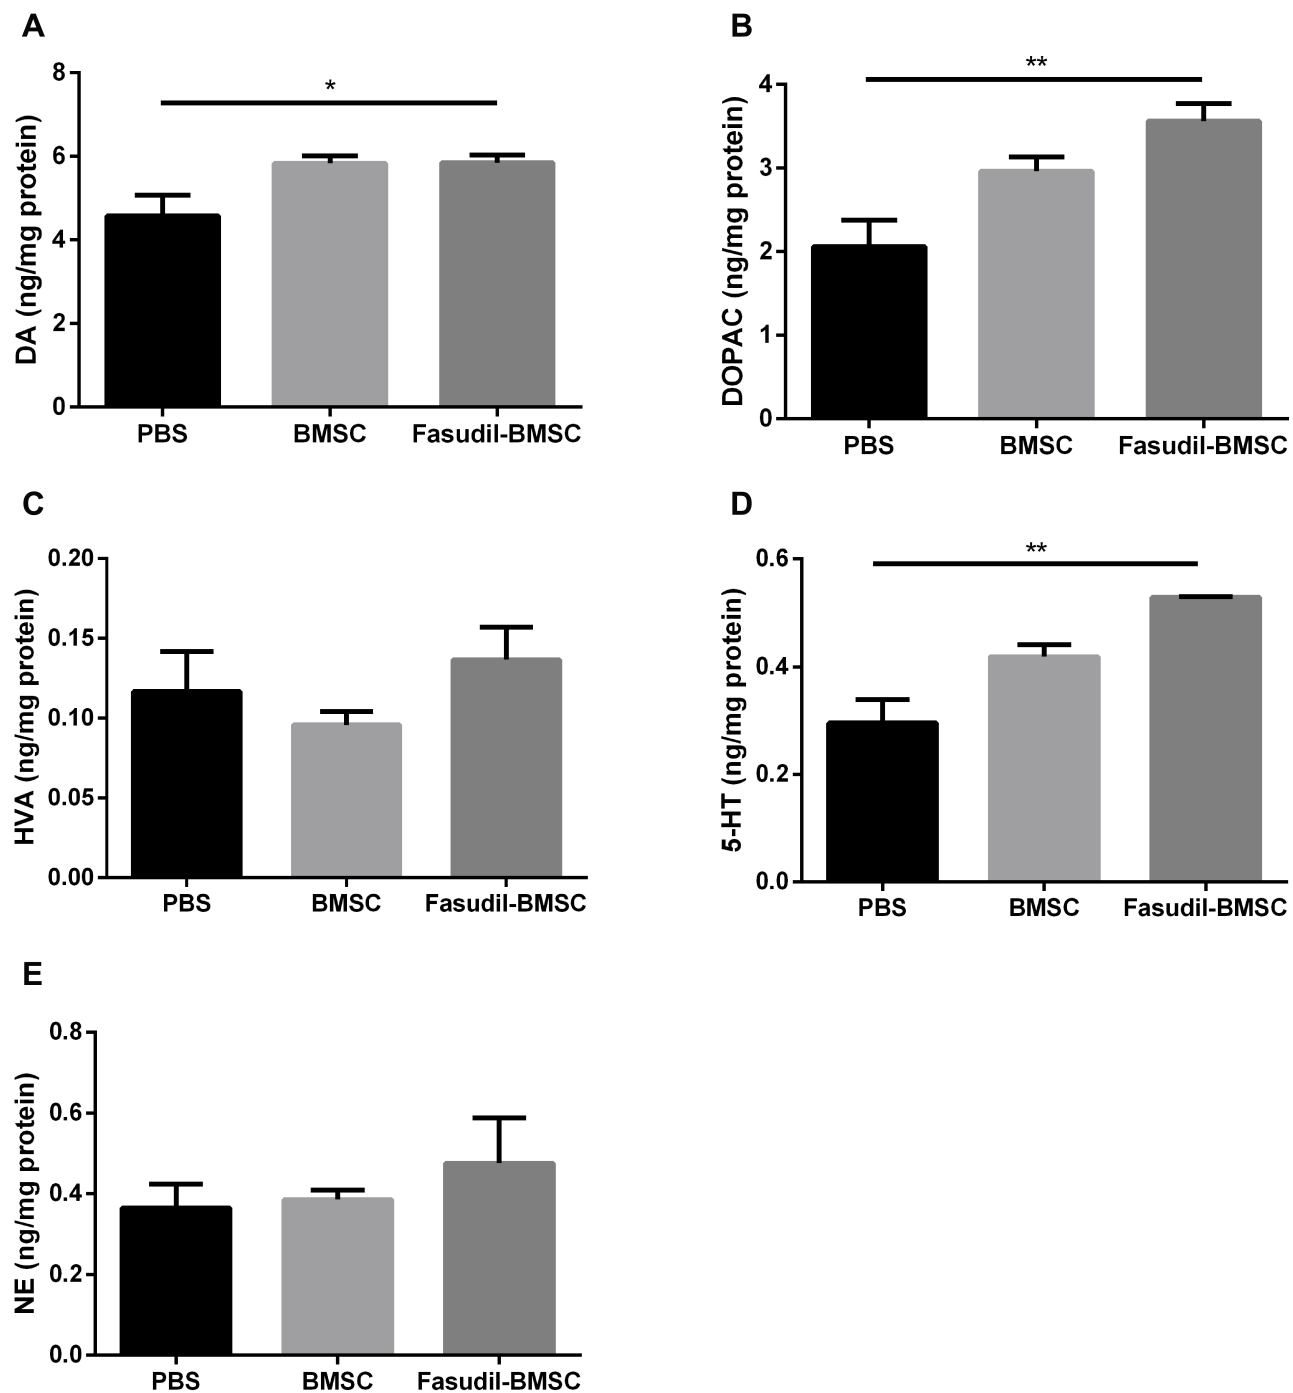 A
DA (ng/mg protein)
8
6
4
2
0
*
PBS BMSC Fasudil-BMSC
B
DOPAC (ng/mg protein)
4
3
2
1
0
**
PBS BMSC Fasudil-BMSC
C
HVA (ng/mg protein)
0.20
0.15
0.10
0.05
0.00
PBS BMSC Fasudil-BMSC
D
5-HT (ng/mg protein)
0.6
0.4
0.2
0.0
**
PBS BMSC Fasudil-BMSC
E
NE (ng/mg protein)
0.8
0.6
0.4
0.2
0.0
PBS BMSC Fasudil-BMSC